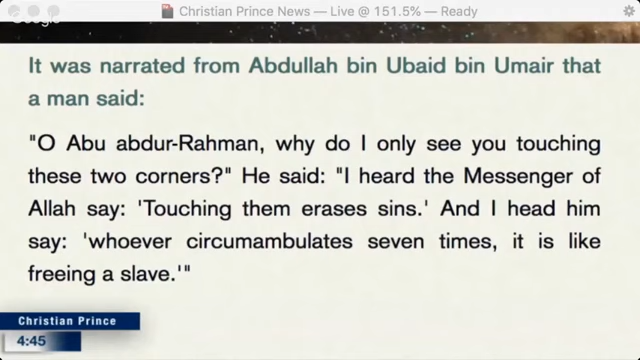 Christian Prince News — Live @ 151.5% — Ready
Google
It was narrated from Abdullah bin Ubaid bin Umair that
a man said:
"O Abu abdur-Rahman, why do I only see you touching
these two corners?" He said: "I heard the Messenger of
Allah say: 'Touching them erases sins.' And I head him
say: 'whoever circumambulates seven times, it is like
freeing a slave.'"
Christian Prince
4:45